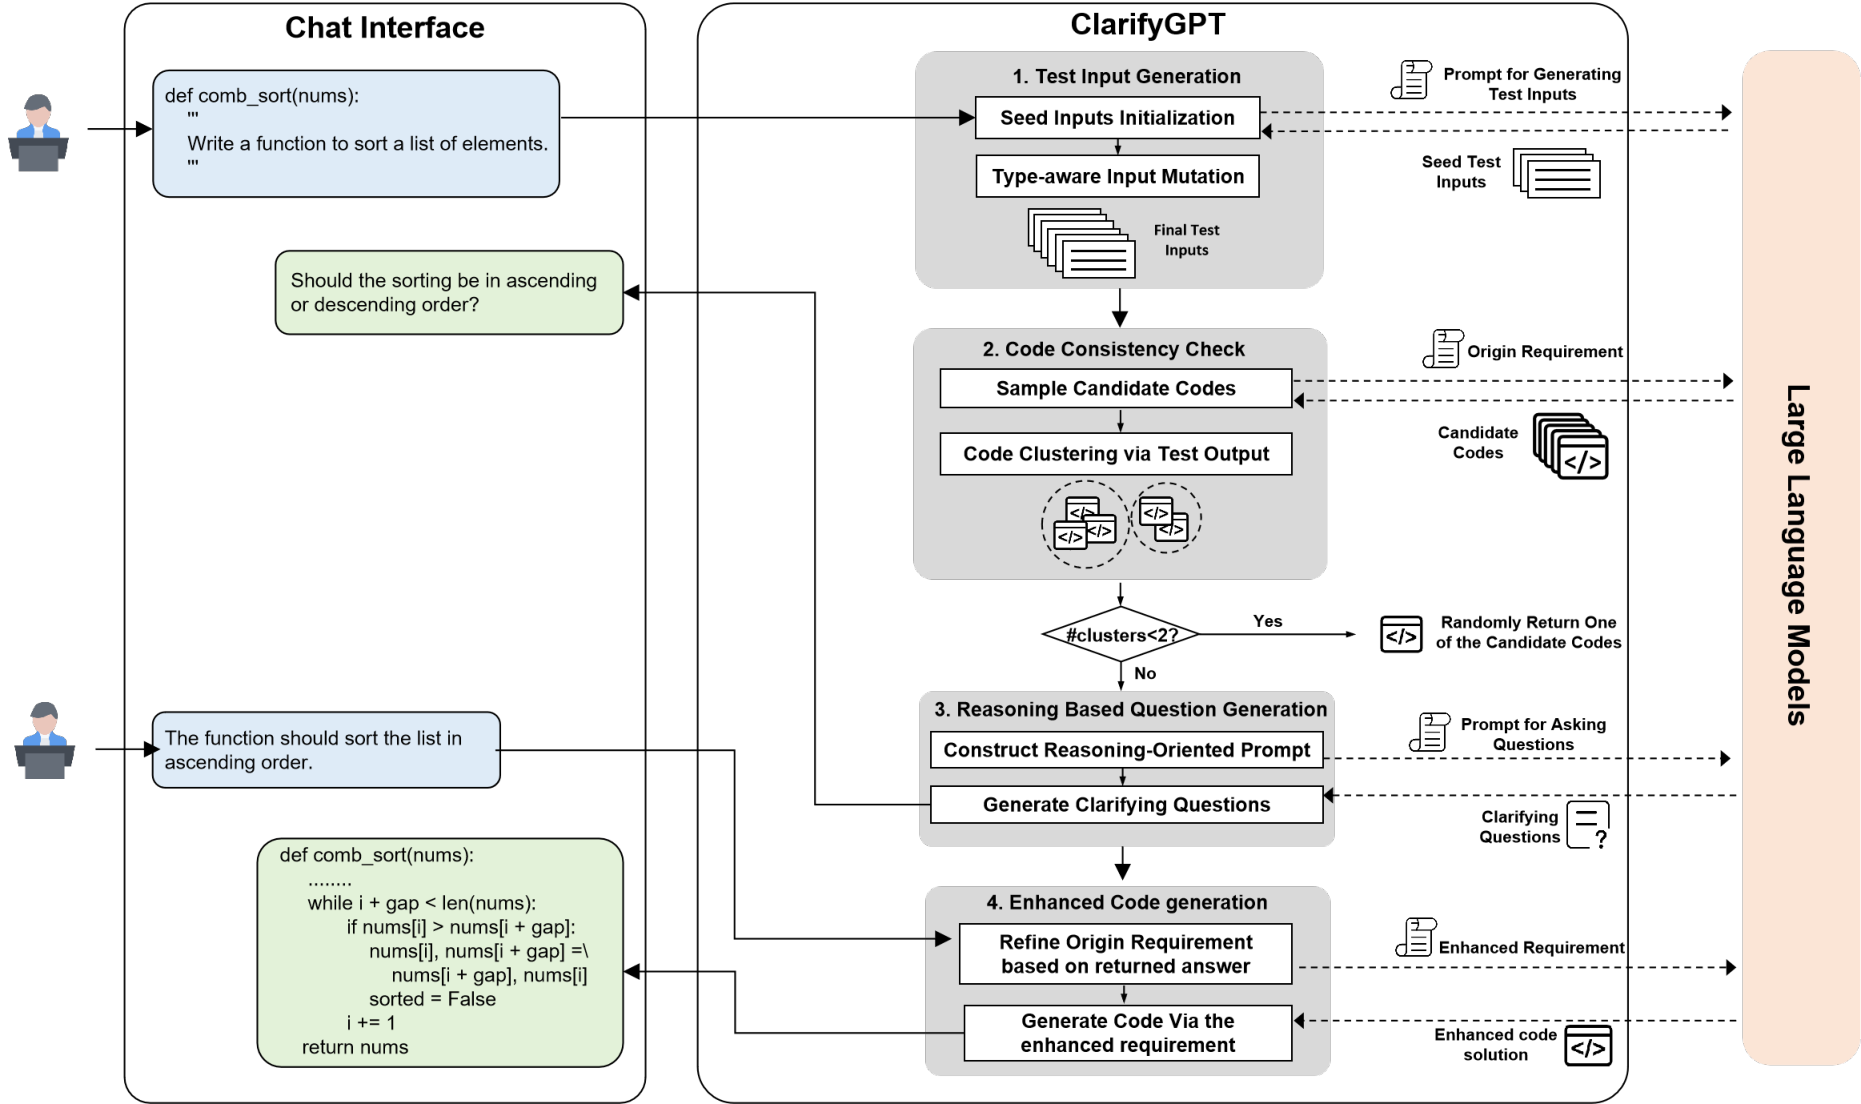 Chat Interface
def comb_sort(nums):
'''
Write a function to sort a list of elements.
'''
Should the sorting be in ascending
or descending order?
The function should sort the list in
ascending order.
def comb_sort(nums):
........
while i + gap < len(nums):
if nums[i] > nums[i + gap]:
nums[i], nums[i + gap] =\
nums[i + gap], nums[i]
sorted = False
i += 1
return nums
ClarifyGPT
1. Test Input Generation
Seed Inputs Initialization
Type-aware Input Mutation
Final Test
Inputs
Prompt for Generating
Test Inputs
Seed Test
Inputs
2. Code Consistency Check
Sample Candidate Codes
Code Clustering via Test Output
</>
</>
</>
</>
</>
Origin Requirement
Candidate
Codes
</>
#clusters<2?
Yes
No
</>
Randomly Return One
of the Candidate Codes
3. Reasoning Based Question Generation
Construct Reasoning-Oriented Prompt
Generate Clarifying Questions
Prompt for Asking
Questions
Clarifying
Questions
?
4. Enhanced Code generation
Refine Origin Requirement
based on returned answer
Generate Code Via the
enhanced requirement
Enhanced Requirement
Enhanced code
solution
</>
Large Language Models